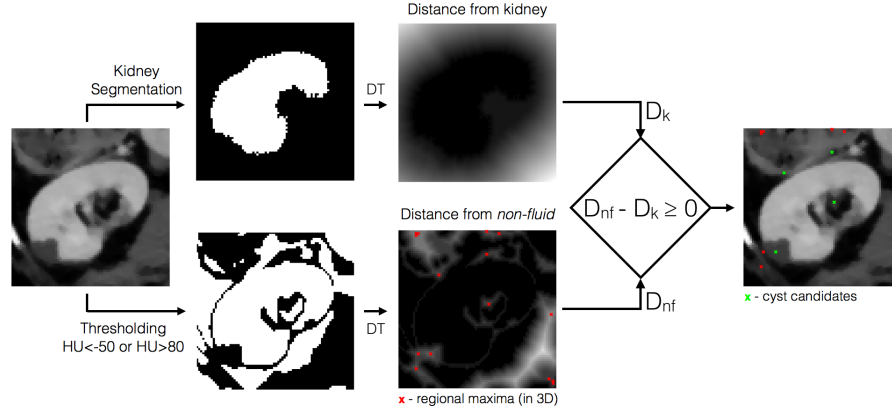 Distance from kidney
Kidney
Segmentation
DT
Dₖ
Dₙf - Dₖ ≥ 0
Distance from non-fluid
Thresholding
HU<-50 or HU>80
DT
Dₙf
x - cyst candidates
x - regional maxima (in 3D)